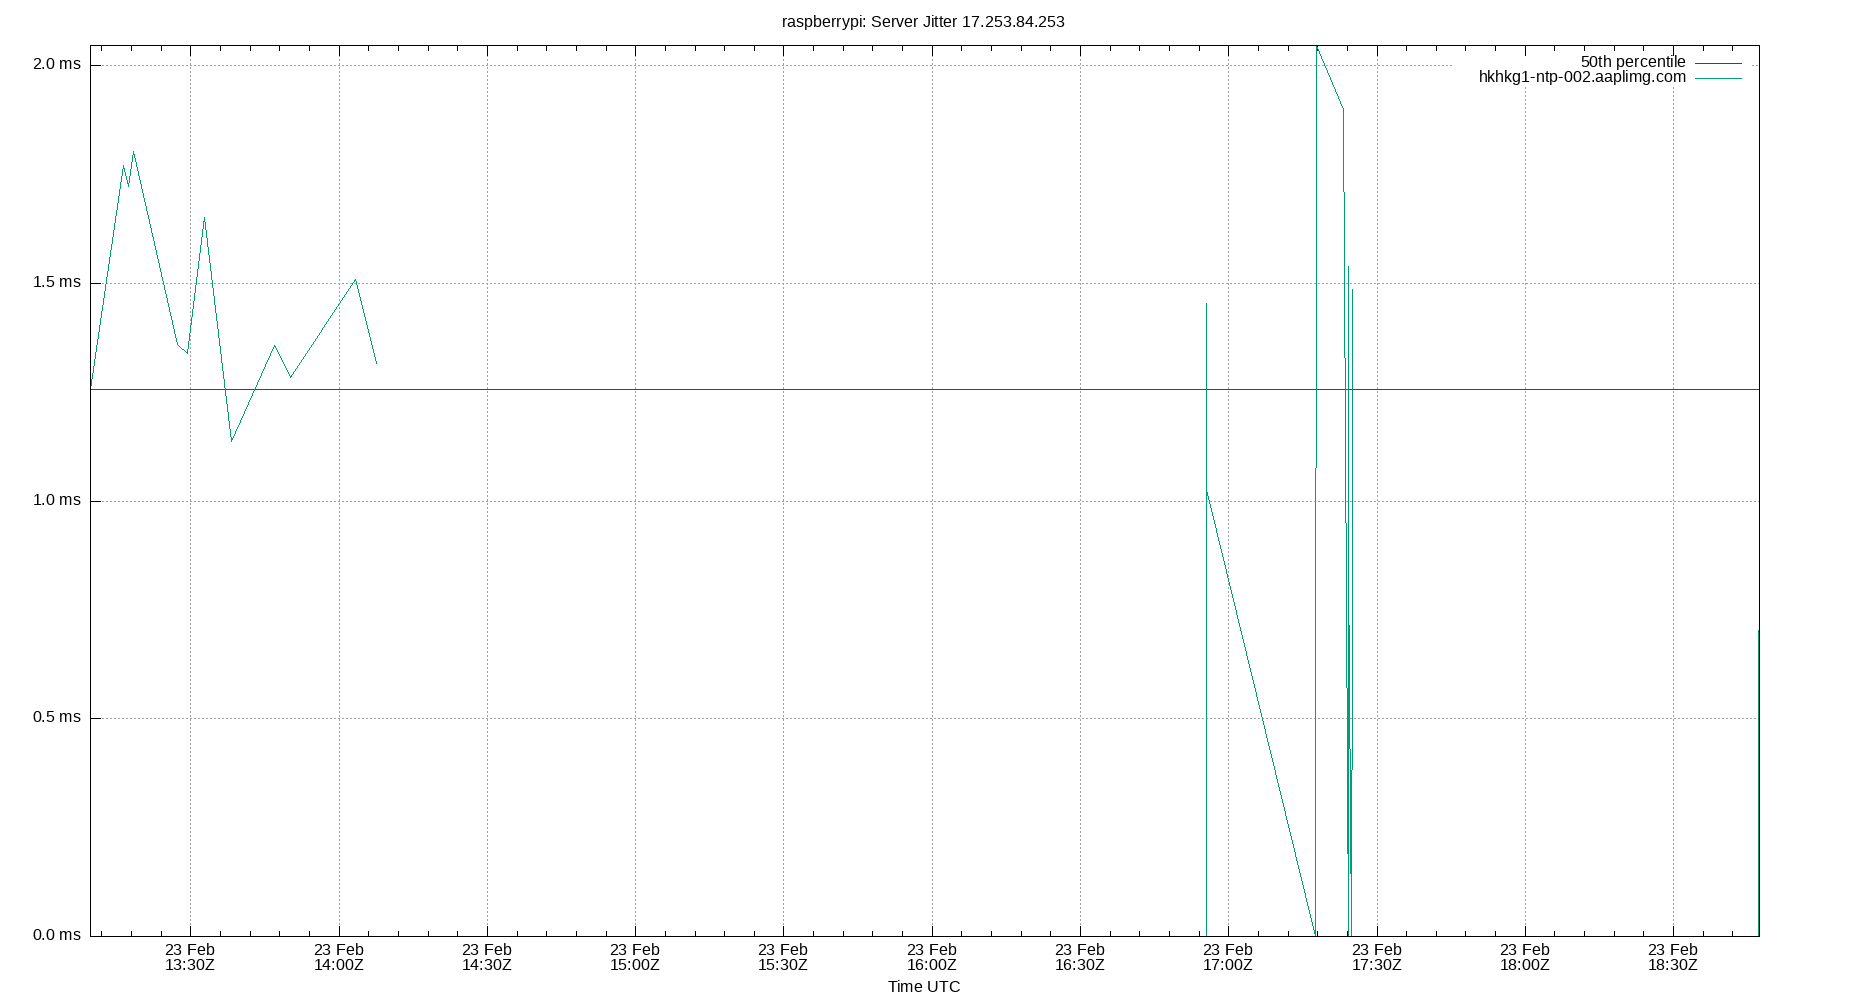 raspberrypi: Server Jitter 17.253.84.253
50th percentile
hkhkg1-ntp-002.aaplimg.com
2.0 ms
1.5 ms
1.0 ms
0.5 ms
0.0 ms
23 Feb 23 Feb 23 Feb 23 Feb 23 Feb 23 Feb 23 Feb 23 Feb 23 Feb 23 Feb 23 Feb
13:30Z 14:00Z 14:30Z 15:00Z 15:30Z 16:00Z 16:30Z 17:00Z 17:30Z 18:00Z 18:30Z
Time UTC